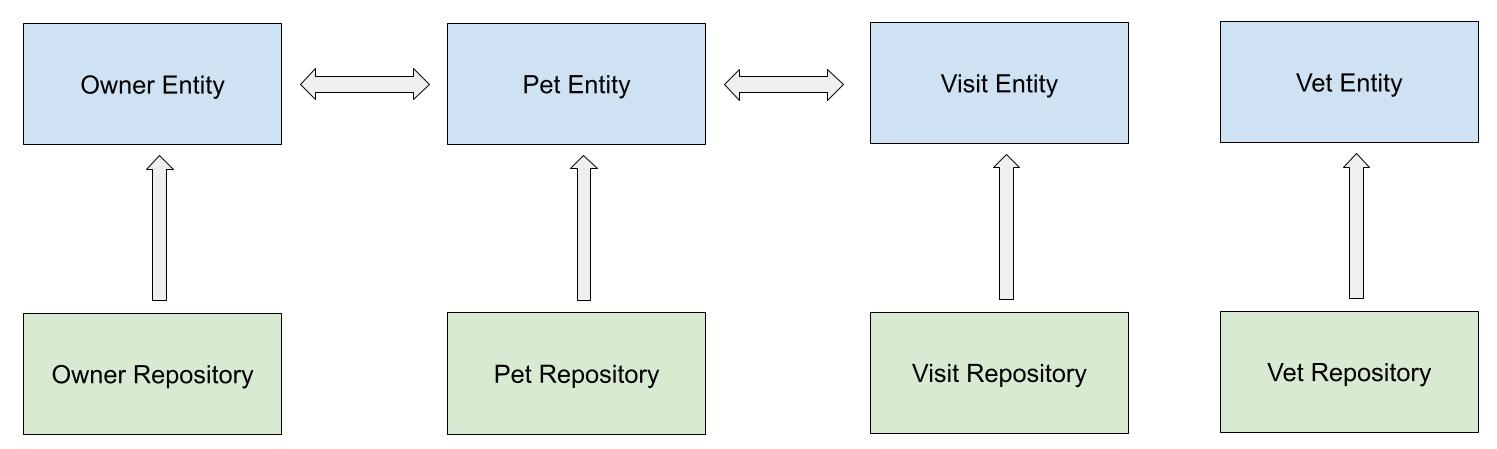 Owner Entity
Pet Entity
Visit Entity
Vet Entity
Owner Repository
Pet Repository
Visit Repository
Vet Repository